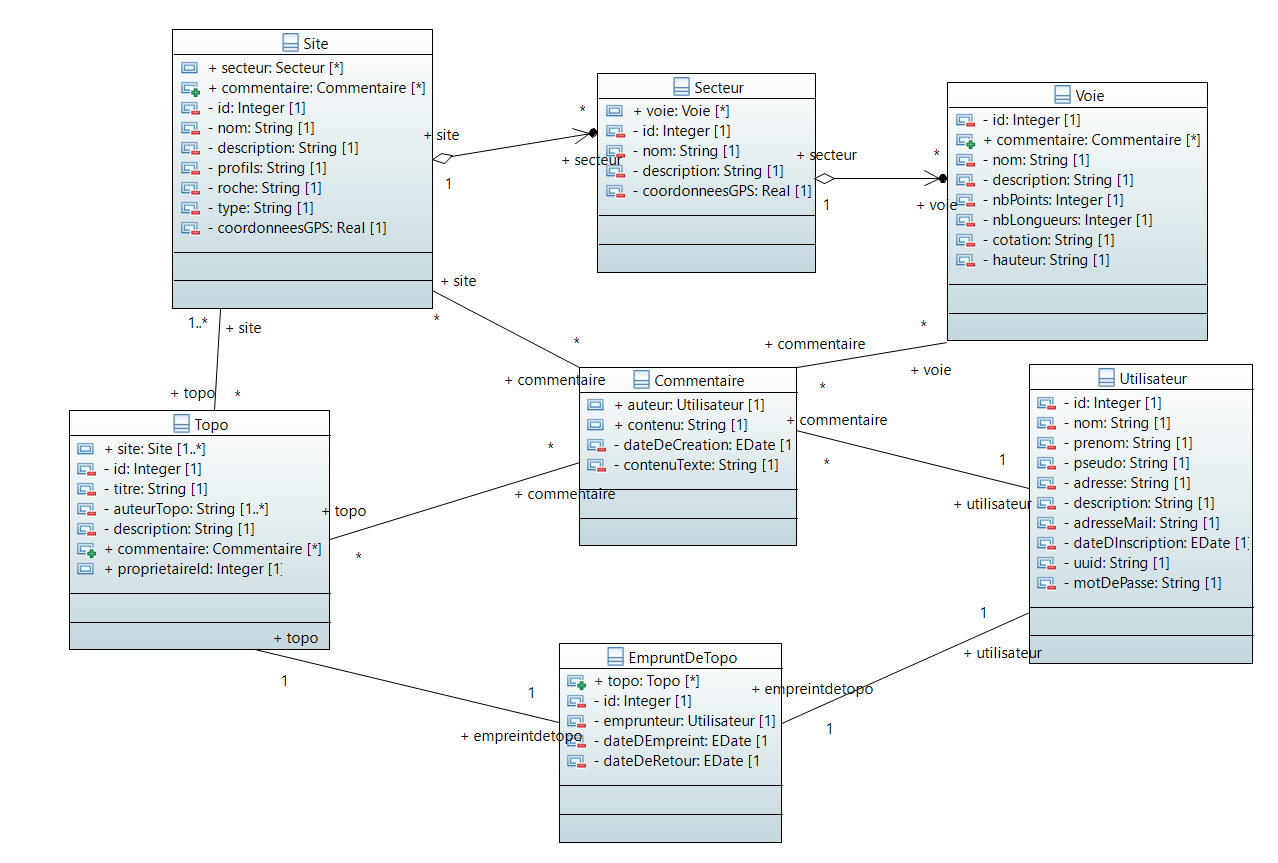 Site
+ secteur: Secteur [*]
+ commentaire: Commentaire [*]
- id: Integer [1]
- nom: String [1]
- description: String [1]
- profils: String [1]
- roche: String [1]
- type: String [1]
- coordonneesGPS: Real [1]
+ site
1
*
+ secteur
Secteur
+ voie: Voie [*]
- id: Integer [1]
- nom: String [1]
- description: String [1]
- coordonneesGPS: Real [1]
+ secteur
1
*
+ voie
Voie
- id: Integer [1]
+ commentaire: Commentaire [*]
- nom: String [1]
- description: String [1]
- nbPoints: Integer [1]
- nbLongueurs: Integer [1]
- cotation: String [1]
- hauteur: String [1]
+ site
*
*
+ commentaire
1..*
+ site
+ topo
*
*
+ commentaire
+ voie
*
Commentaire
+ auteur: Utilisateur [1]
+ contenu: String [1]
- dateDeCreation: EDate [1
- contenuTexte: String [1]
+ commentaire
*
1
+ utilisateur
Utilisateur
- id: Integer [1]
- nom: String [1]
- prenom: String [1]
- pseudo: String [1]
- adresse: String [1]
- description: String [1]
- adresseMail: String [1]
- dateDInscription: EDate [1]
- uuid: String [1]
- motDePasse: String [1]
Topo
+ site: Site [1..*]
- id: Integer [1]
- titre: String [1]
- auteurTopo: String [1..*]
- description: String [1]
+ commentaire: Commentaire [*]
+ proprietaireId: Integer [1]
*
+ commentaire
+ topo
*
+ topo
1
1
+ empreintdetopo
EmpruntDeTopo
+ topo: Topo [*]
- id: Integer [1]
- emprunteur: Utilisateur [1]
- dateDEmpreint: EDate [1
- dateDeRetour: EDate [1
1
+ utilisateur
+ empreintdetopo
1